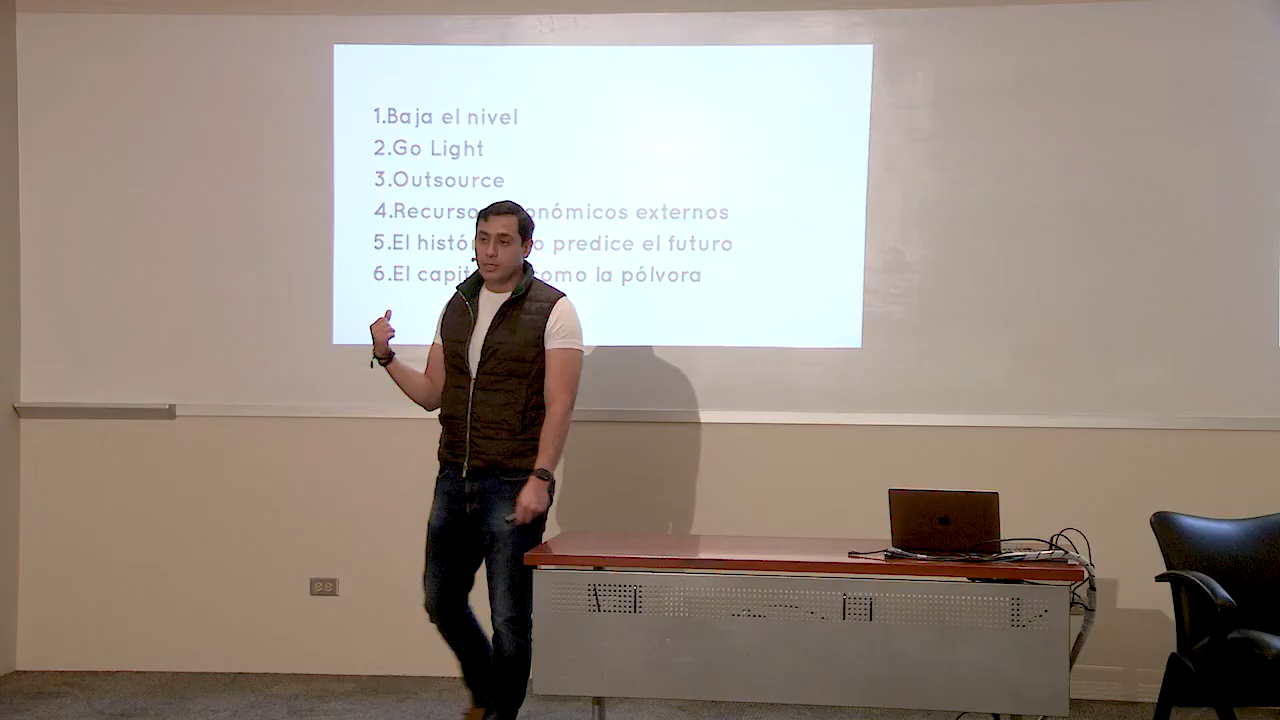 1.Baja el nivel
2.Go Light
3.Outsource
4.Recurso onómicos externos
5.El histór o predice el futuro
6.El capit como la pólvora